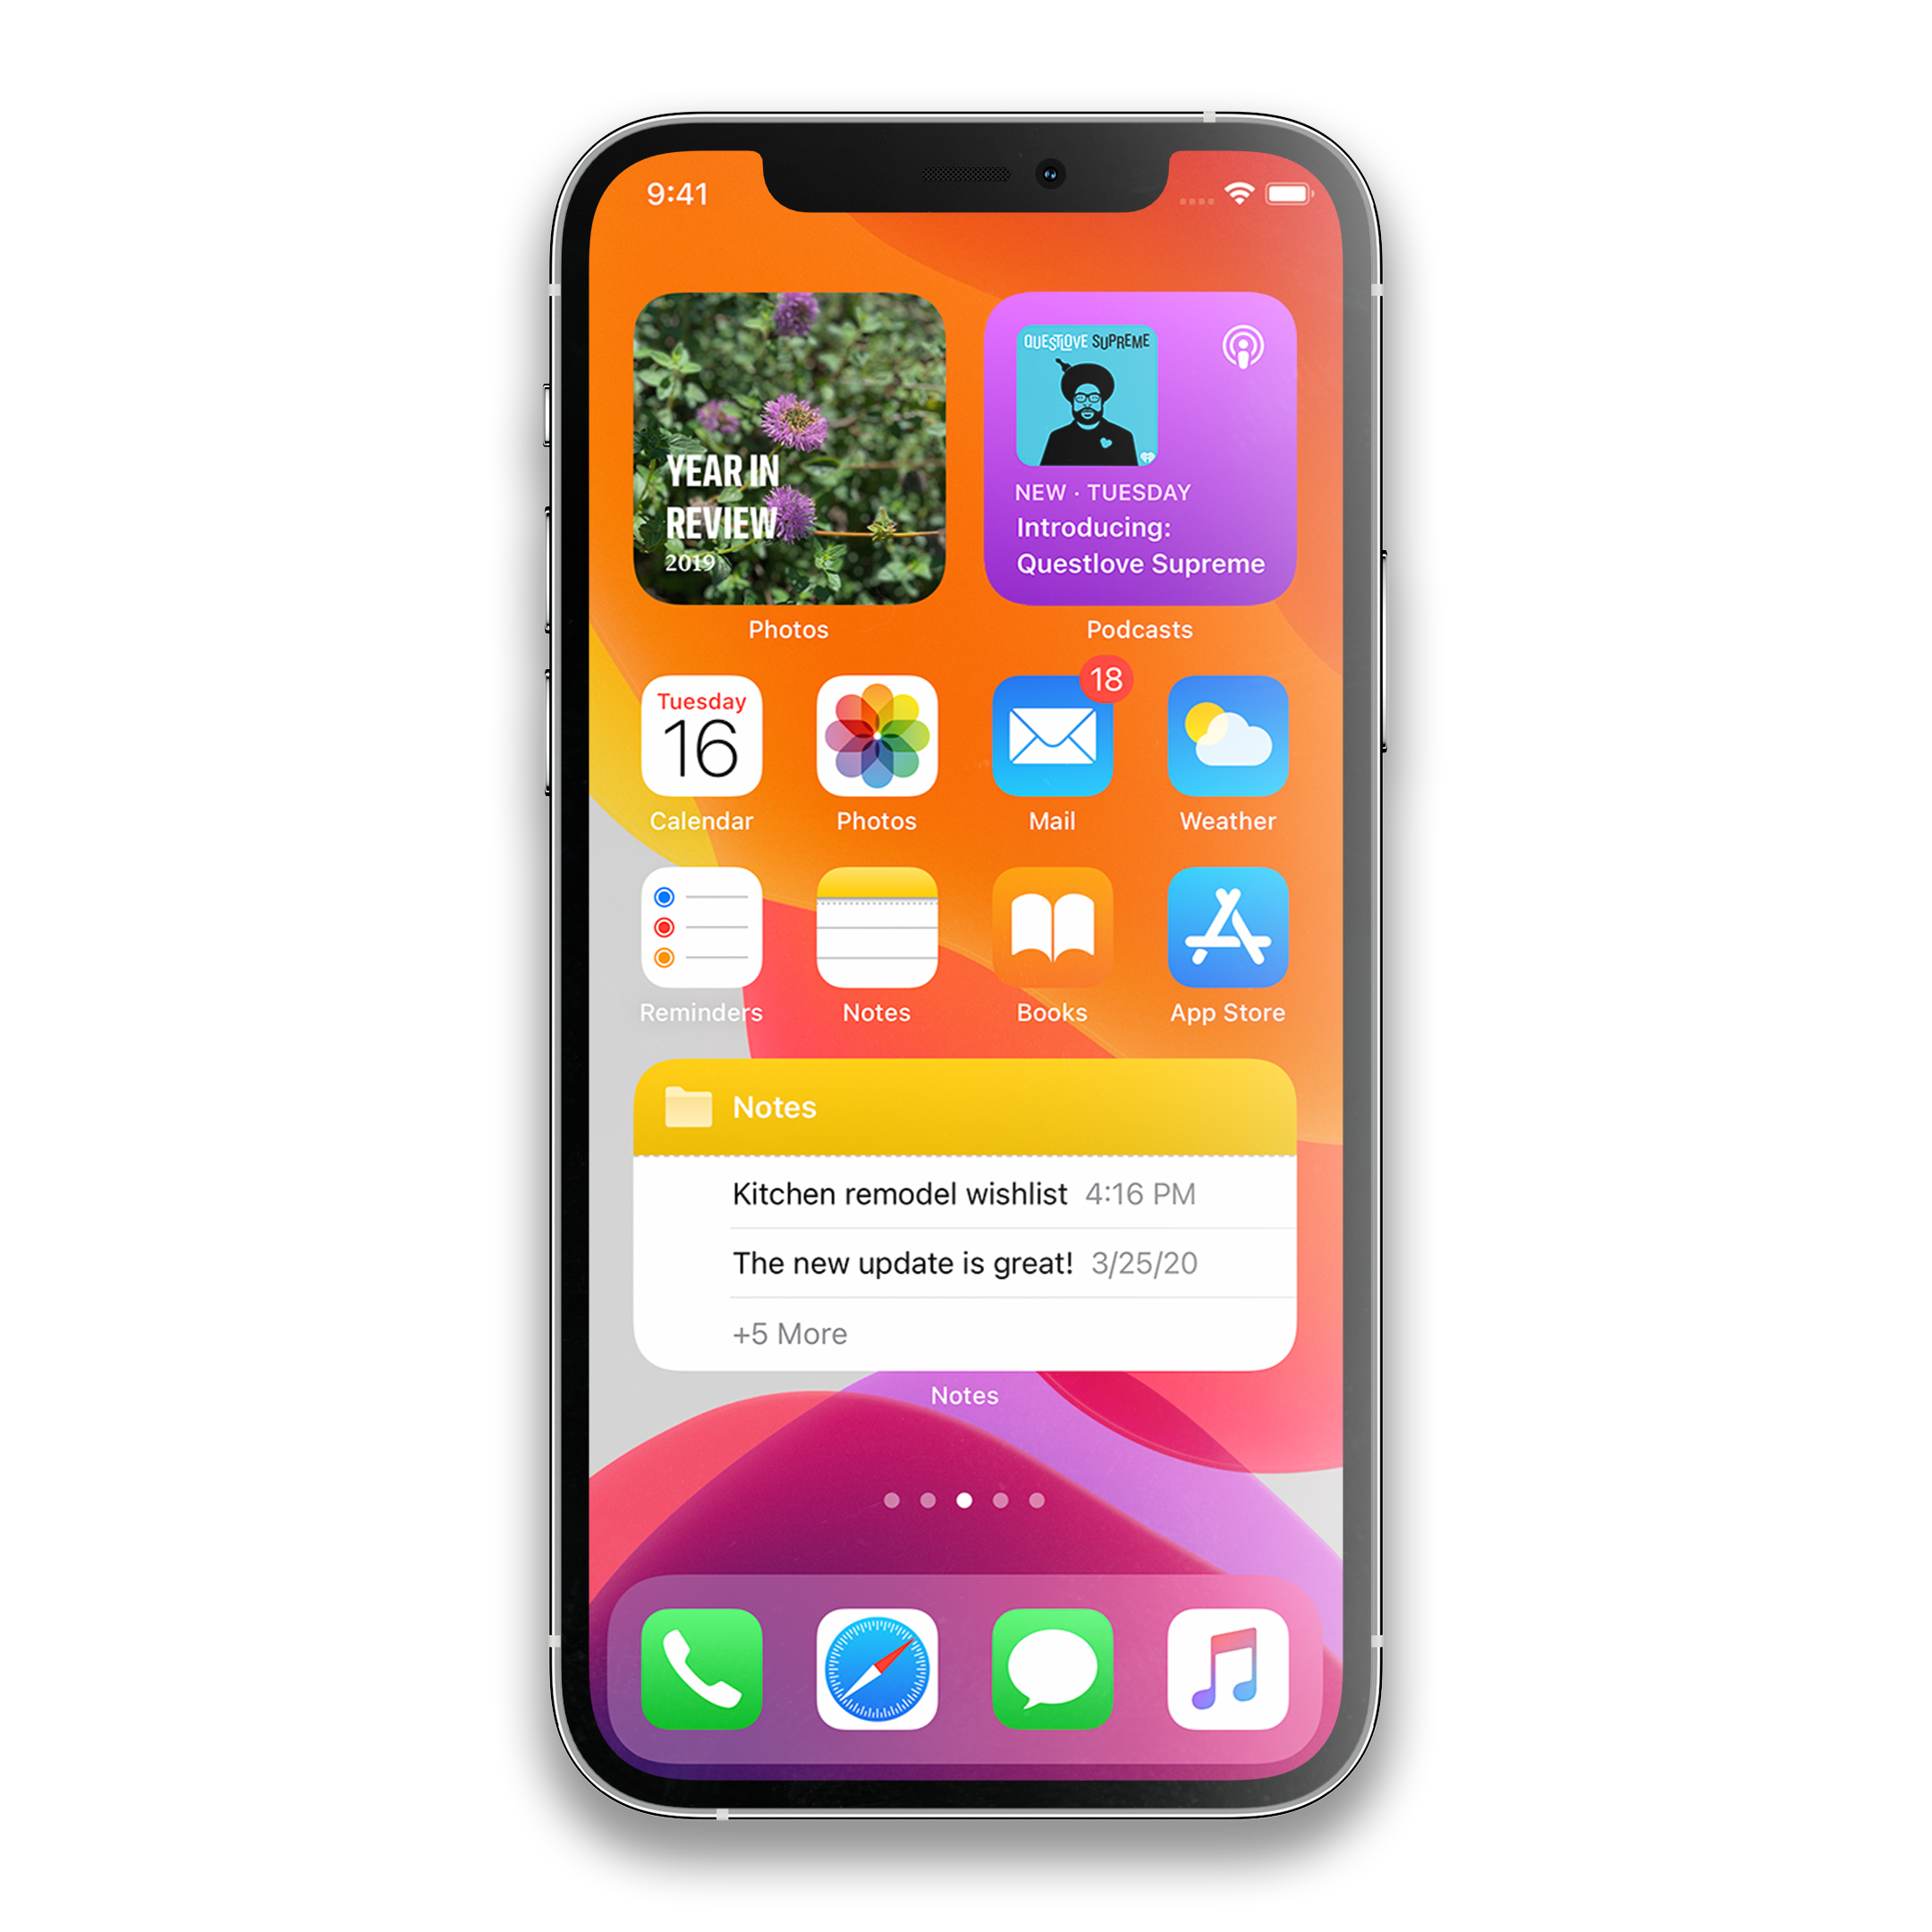 9:41
QUESTLOVE SUPREME
YEAR IN
REVIEW
2019
NEW · TUESDAY
Introducing:
Questlove Supreme
Photos
Podcasts
Tuesday
16
18
Calendar
Photos
Mail
Weather
Reminders
Notes
Books
App Store
Notes
Kitchen remodel wishlist 4:16 PM
The new update is great! 3/25/20
+5 More
Notes